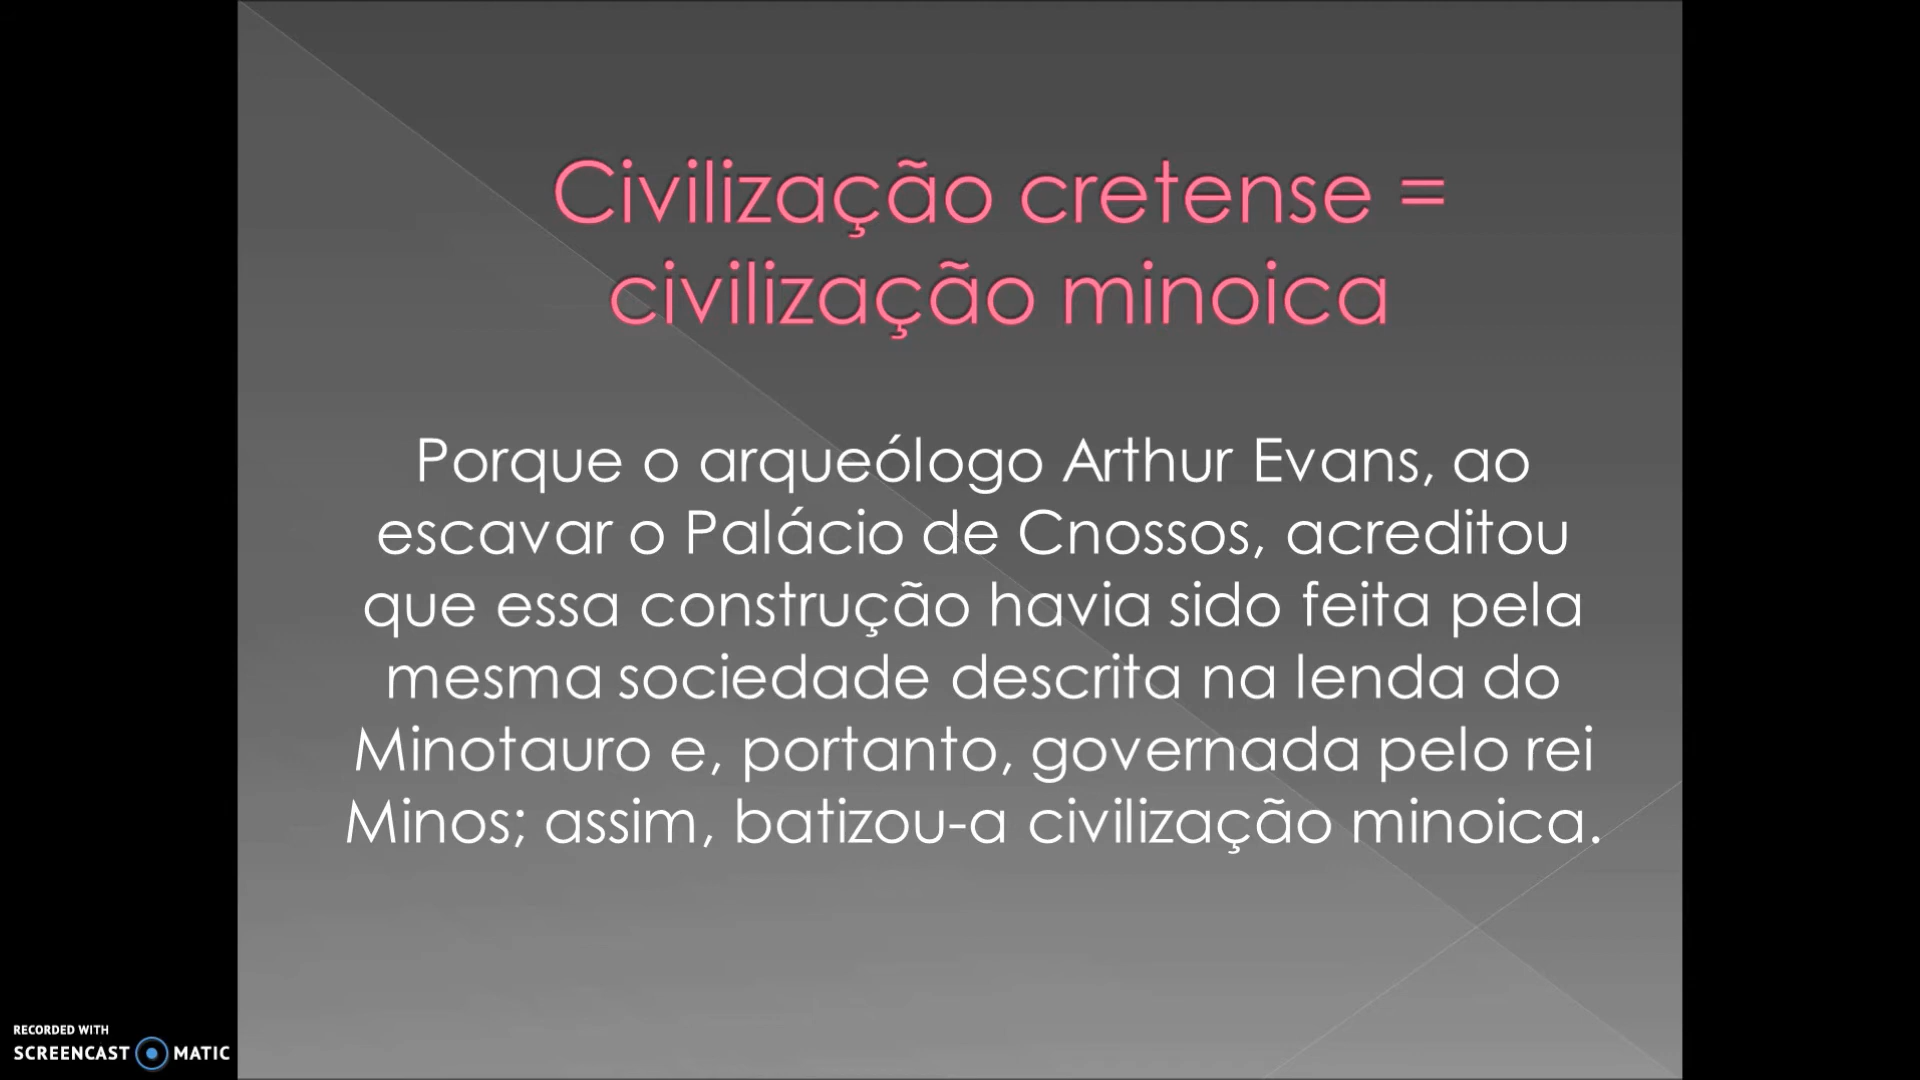 Civilização cretense =
civilização minoica
Porque o arqueólogo Arthur Evans, ao
escavar o Palácio de Cnossos, acreditou
que essa construção havia sido feita pela
mesma sociedade descrita na lenda do
Minotauro e, portanto, governada pelo rei
Minos; assim, batizou-a civilização minoica.
RECORDED WITH
SCREENCAST MATIC